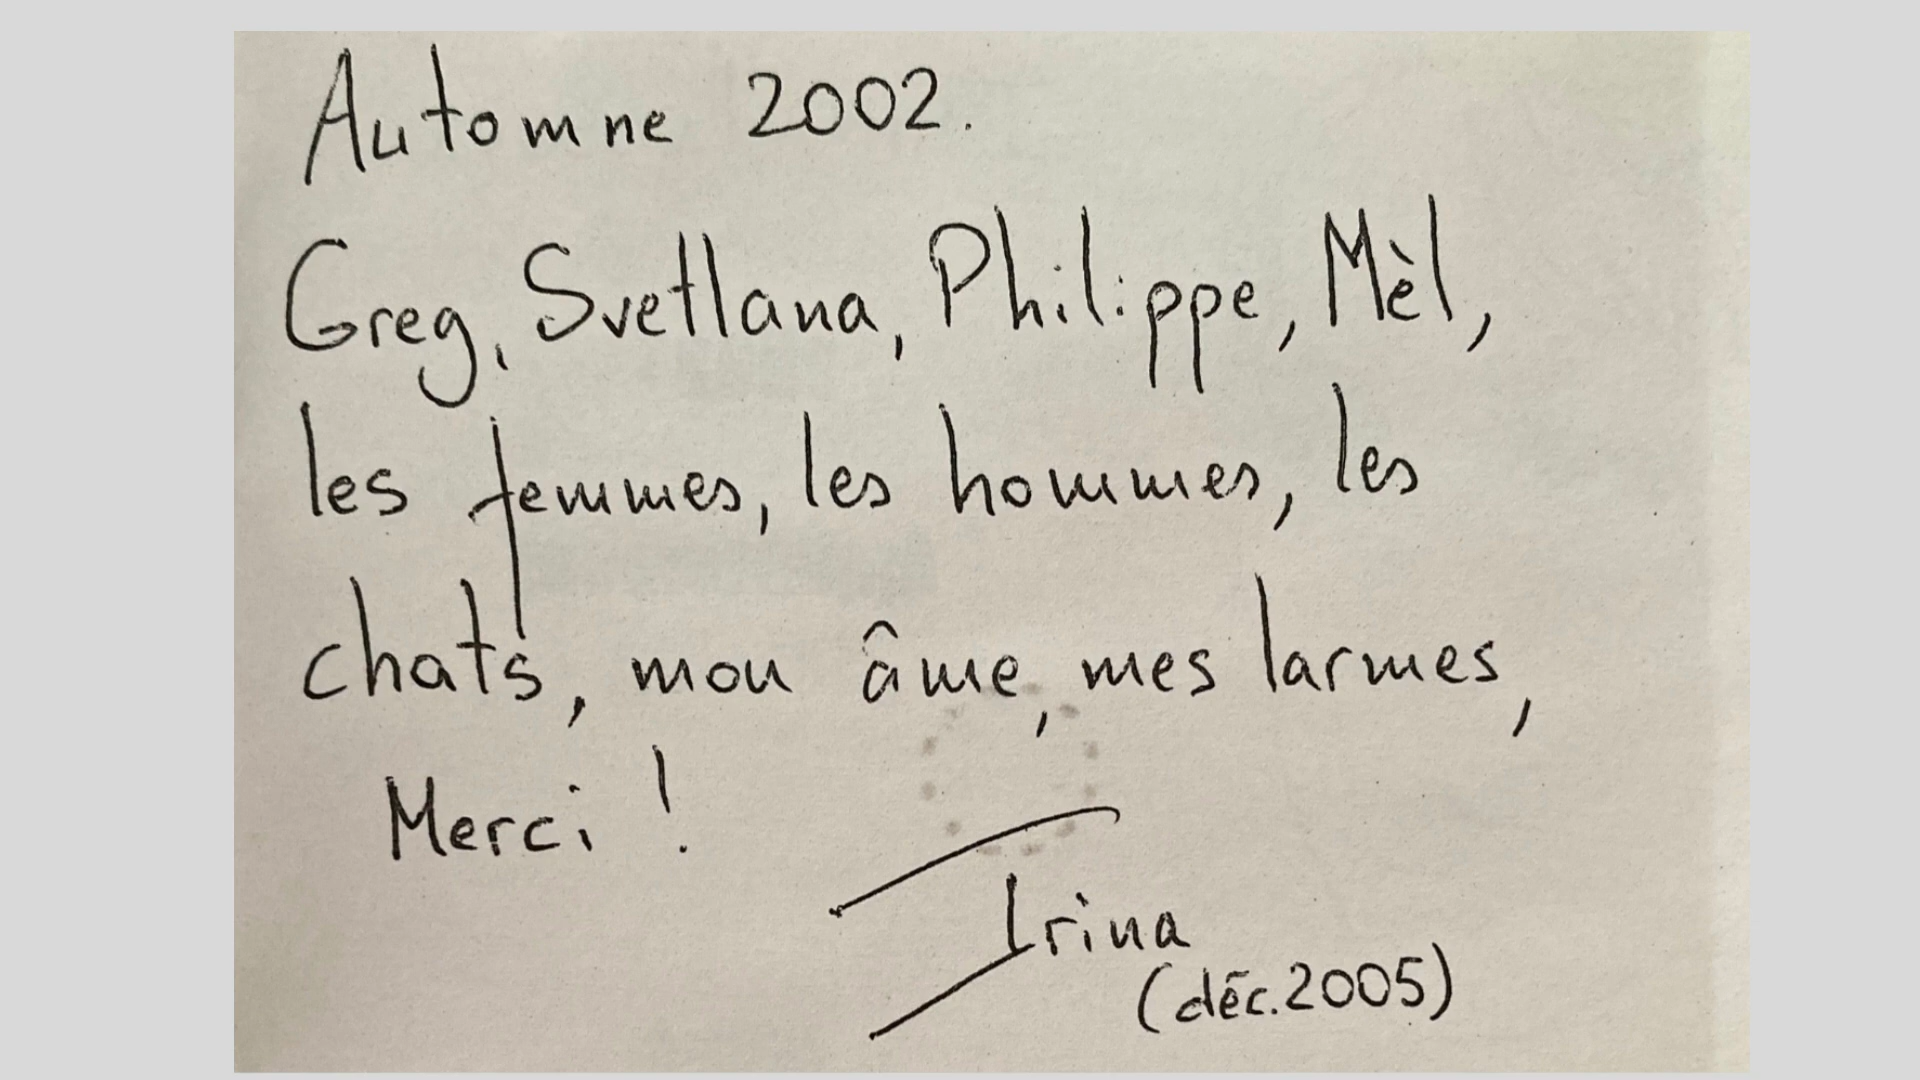 Automne 2002.
Greg, Svetlana, Philippe, Mèl,
les femmes, les hommes, les
chats, mon âme, mes larmes,
Merci !
Irina
(déc. 2005)